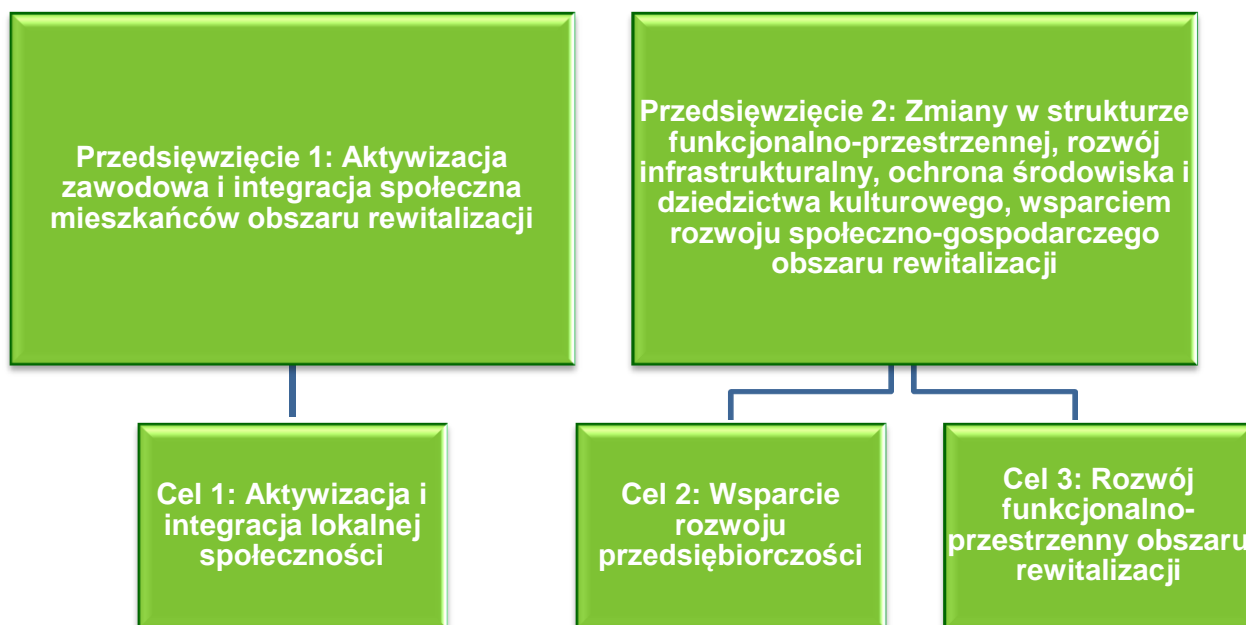 Przedsięwzięcie 1: Aktywizacja
zawodowa i integracja społeczna
mieszkańców obszaru rewitalizacji
Przedsięwzięcie 2: Zmiany w strukturze
funkcjonalno-przestrzennej, rozwój
infrastrukturalny, ochrona środowiska i
dziedzictwa kulturowego, wsparciem
rozwoju społeczno-gospodarczego
obszaru rewitalizacji
Cel 1: Aktywizacja i
integracja lokalnej
społeczności
Cel 2: Wsparcie
rozwoju
przedsiębiorczości
Cel 3: Rozwój
funkcjonalno-
przestrzenny obszaru
rewitalizacji